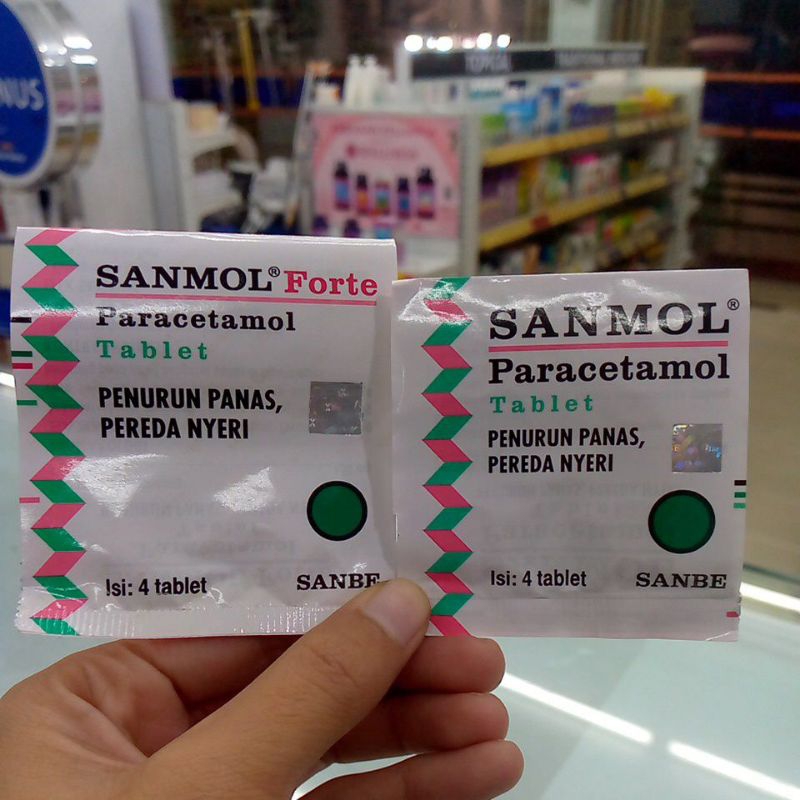 NUS
SANMOL® Forte
Paracetamol
Tablet
PENURUN PANAS,
PEREDA NYERI
Isi: 4 tablet
SANBE
SANMOL®
Paracetamol
Tablet
PENURUN PANAS,
PEREDA NYERI
Isi: 4 tablet
SANBE